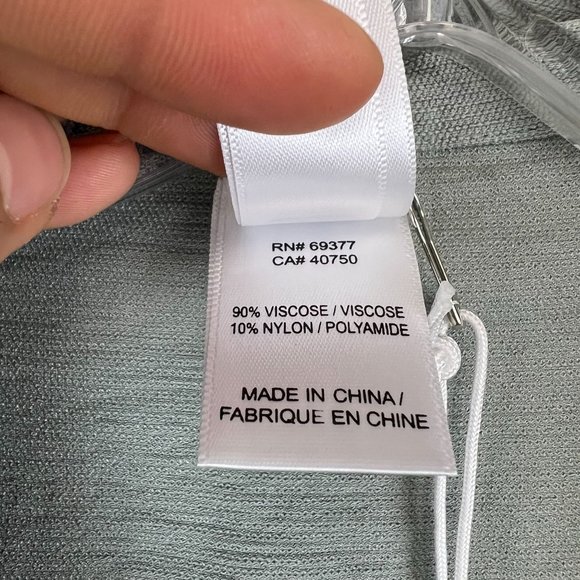 RN# 69377
CA# 40750
90% VISCOSE / VISCOSE
10% NYLON / POLYAMIDE
MADE IN CHINA /
FABRIQUE EN CHINE